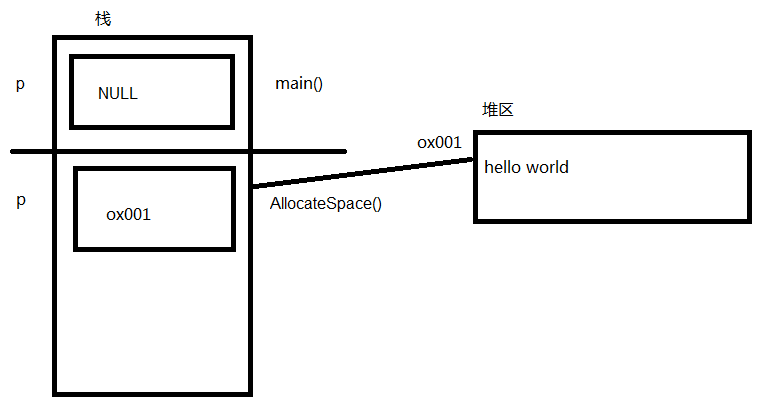 栈
p
NULL
main()
堆区
ox001
hello world
p
ox001
AllocateSpace()